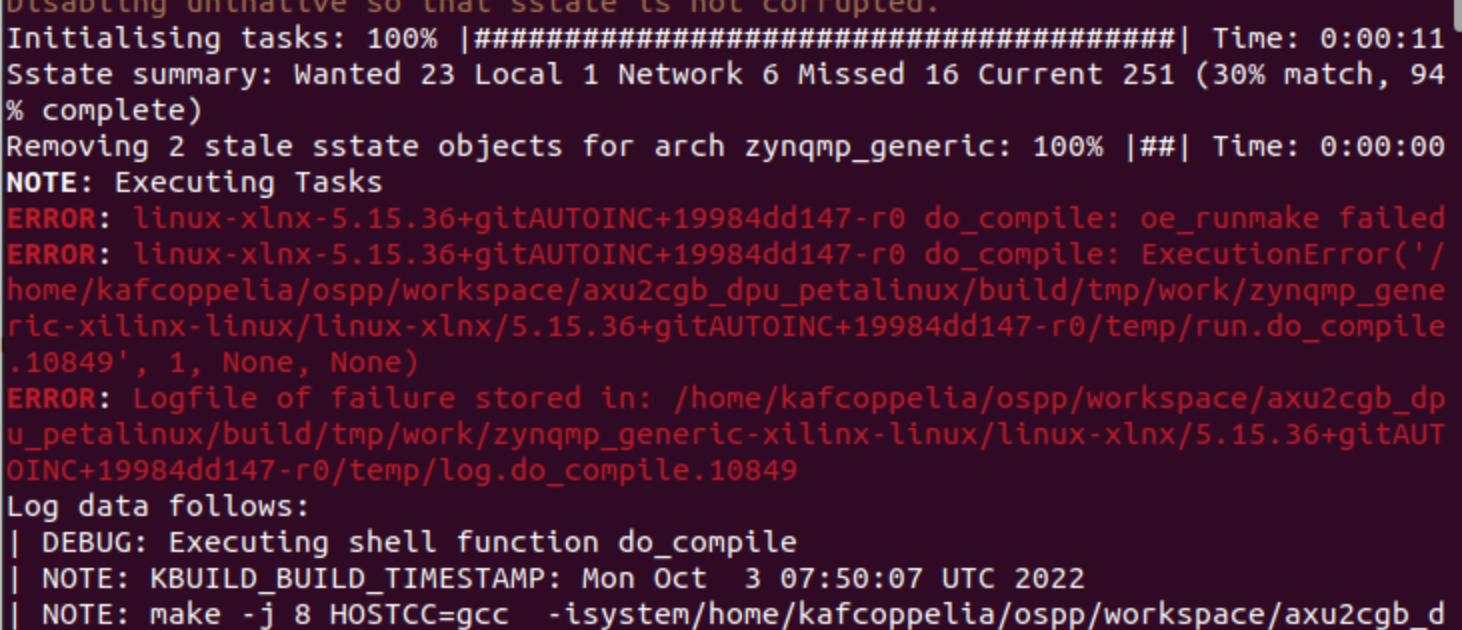 Disabling uninative so that sstate is not corrupted.
Initialising tasks: 100% |#######################################| Time: 0:00:11
Sstate summary: Wanted 23 Local 1 Network 6 Missed 16 Current 251 (30% match, 94
% complete)
Removing 2 stale sstate objects for arch zynqmp_generic: 100% |##| Time: 0:00:00
NOTE: Executing Tasks
ERROR: linux-xlnx-5.15.36+gitAUTOINC+19984dd147-r0 do_compile: oe_runmake failed
ERROR: linux-xlnx-5.15.36+gitAUTOINC+19984dd147-r0 do_compile: ExecutionError('/
home/kafcoppelia/ospp/workspace/axu2cgb_dpu_petalinux/build/tmp/work/zynqmp_gene
ric-xilinx-linux/linux-xlnx/5.15.36+gitAUTOINC+19984dd147-r0/temp/run.do_compile
.10849', 1, None, None)
ERROR: Logfile of failure stored in: /home/kafcoppelia/ospp/workspace/axu2cgb_dp
u_petalinux/build/tmp/work/zynqmp_generic-xilinx-linux/linux-xlnx/5.15.36+gitAUT
OINC+19984dd147-r0/temp/log.do_compile.10849
Log data follows:
| DEBUG: Executing shell function do_compile
| NOTE: KBUILD_BUILD_TIMESTAMP: Mon Oct  3 07:50:07 UTC 2022
| NOTE: make -j 8 HOSTCC=gcc  -isystem/home/kafcoppelia/ospp/workspace/axu2cgb_d